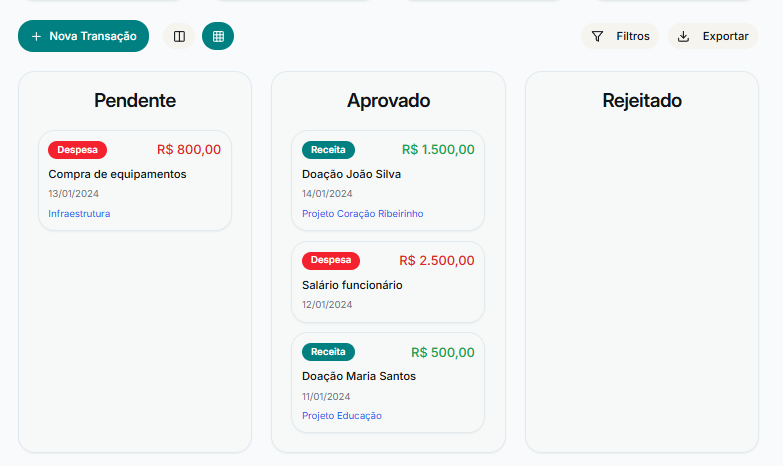 Nova Transação
Filtros
Exportar
Pendente
Despesa R$ 800,00
Compra de equipamentos
13/01/2024
Infraestrutura
Aprovado
Receita R$ 1.500,00
Doação João Silva
14/01/2024
Projeto Coração Ribeirinho
Despesa R$ 2.500,00
Salário funcionário
12/01/2024
Receita R$ 500,00
Doação Maria Santos
11/01/2024
Projeto Educação
Rejeitado